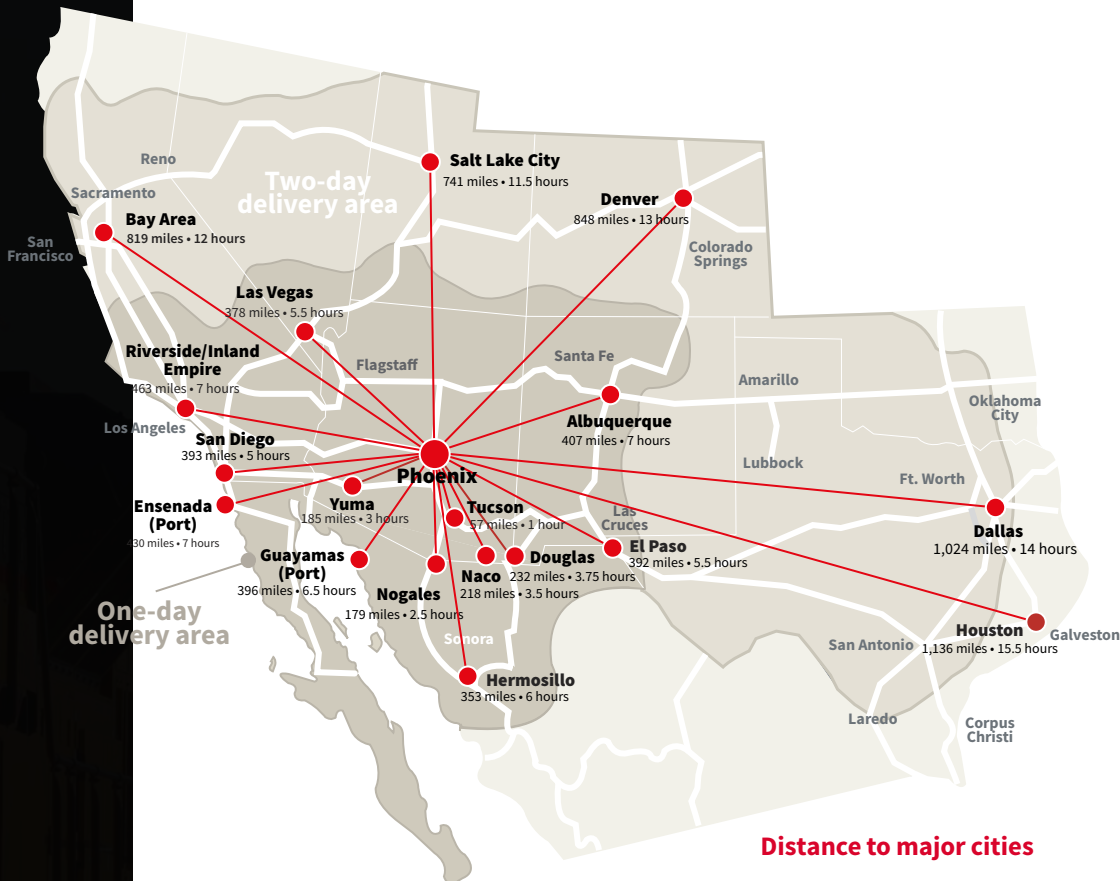 Reno
Two-day
delivery area
Salt Lake City
741 miles • 11.5 hours
Denver
848 miles • 13 hours
Sacramento
Bay Area
819 miles • 12 hours
San
Francisco
Colorado
Springs
Las Vegas
378 miles • 5.5 hours
Riverside/Inland
Empire
463 miles • 7 hours
Flagstaff
Santa Fe
Amarillo
Oklahoma
City
Los Angeles
San Diego
393 miles • 5 hours
Albuquerque
407 miles • 7 hours
Lubbock
Ft. Worth
Phoenix
Ensenada
(Port)
30 miles • 7 hours
Yuma
185 miles • 3 hours
Tucson
57 miles • 1 hour
Las
Cruces
Dallas
1,024 miles • 14 hours
Guayamas
(Port)
396 miles • 6.5 hours
Nogales
179 miles • 2.5 hours
Naco
218 miles • 3.5 hours
Douglas
232 miles • 3.75 hours
El Paso
392 miles • 5.5 hours
One-day
delivery area
Sonora
Hermosillo
353 miles • 6 hours
San Antonio
Houston
1,136 miles • 15.5 hours
Galveston
Laredo
Corpus
Christi
Distance to major cities